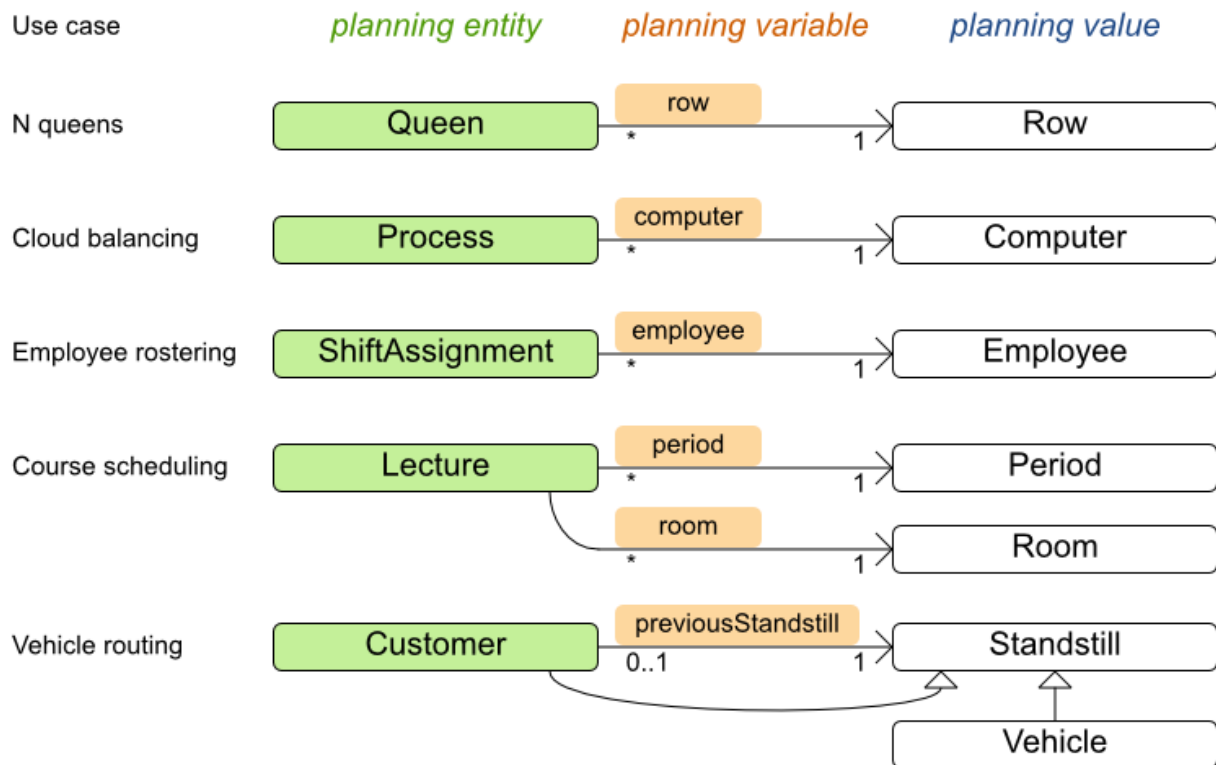 Use case planning entity planning variable planning value
N queens Queen row * 1 Row
Cloud balancing Process computer * 1 Computer
Employee rostering ShiftAssignment employee * 1 Employee
Course scheduling Lecture period * 1 Period
room * 1 Room
Vehicle routing Customer previousStandstill 0..1 1 Standstill
Vehicle